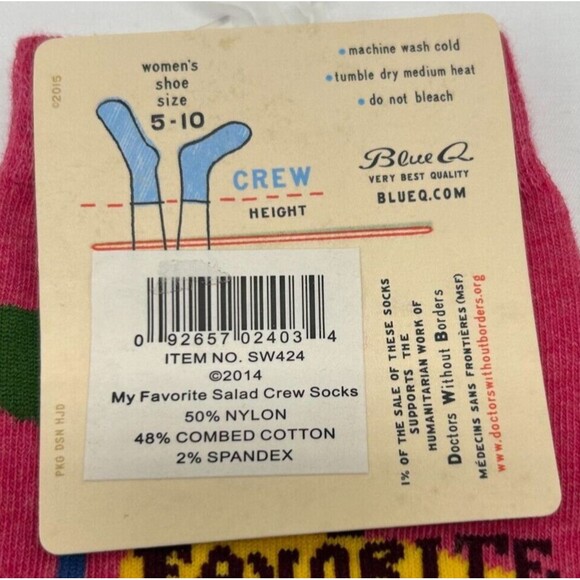 ©2015
women's
shoe
size
5-10
CREW
HEIGHT
• machine wash cold
• tumble dry medium heat
• do not bleach
Blue Q
VERY BEST QUALITY
BLUEQ.COM
0 92657 02403 4
ITEM NO. SW424
©2014
My Favorite Salad Crew Socks
50% NYLON
48% COMBED COTTON
2% SPANDEX
1% OF THE SALE OF THESE SOCKS
SUPPORTS THE
HUMANITARIAN WORK OF
Doctors Without Borders
MÉDECINS SANS FRONTIÈRES (MSF)
www.doctorswithoutborders.org
PKG DSN HJD
FAVORITE